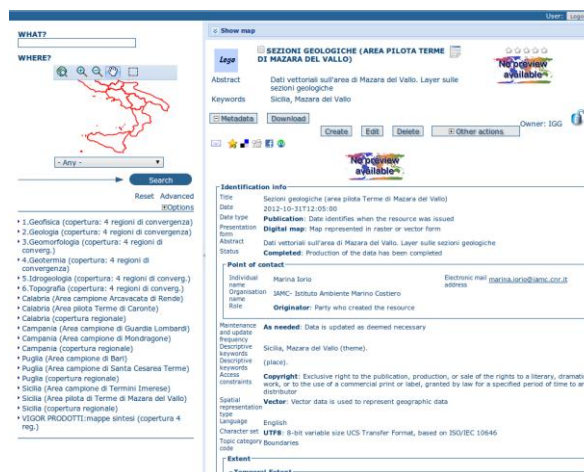 User:
Login
WHAT?
WHERE?
- Any -
Search
Reset Advanced
Options
1.Geofisica (copertura: 4 regioni di convergenza)
2.Geologia (copertura: 4 regioni di convergenza)
3.Geomorfologia (copertura: 4 regioni di
converg.)
4.Geotermia (copertura: 4 regioni di
convergenza)
5.Idrogeologia (copertura: 4 regioni di converg.)
6.Topografia (copertura: 4 regioni di converg.)
Calabria (Area campione Arcavacata di Rende)
Calabria (Area pilota Terme di Caronte)
Calabria (copertura regionale)
Campania (Area campione di Guardia Lombardi)
Campania (Area campione di Mondragone)
Campania (copertura regionale)
Puglia (Area campione di Bari)
Puglia (Area campione di Santa Cesarea Terme)
Puglia (copertura regionale)
Sicilia (Area campione di Termini Imerese)
Sicilia (Area pilota di Terme di Mazara del Vallo)
Sicilia (copertura regionale)
VIGOR PRODOTTI:mappe sintesi (copertura 4
reg.)
Show map
Logo
SEZIONI GEOLOGICHE (AREA PILOTA TERME
DI MAZARA DEL VALLO)
No preview
available
Abstract Dati vettoriali sull'area di Mazara del Vallo. Layer sulle
sezioni geologiche
Keywords Sicilia, Mazara del Vallo
Metadata Download
Owner: IGG
Create Edit Delete Other actions
No preview
available
Identification info
Title Sezioni geologiche (area pilota Terme di Mazara del Vallo)
Date 2012-10-31T12:05:00
Date type Publication: Date identifies when the resource was issued
Presentation form Digital map: Map represented in raster or vector form
Abstract Dati vettoriali sull'area di Mazara del Vallo. Layer sulle sezioni geologiche
Status Completed: Production of the data has been completed
Point of contact
Individual name Marina Iorio Electronic mail address marina.iorio@iamc.cnr.it
Organisation name IAMC- Istituto Ambiente Marino Costiero
Role Originator: Party who created the resource
Maintenance and update frequency As needed: Data is updated as deemed necessary
Descriptive keywords Sicilia, Mazara del Vallo (theme).
Descriptive keywords (place).
Access constraints Copyright: Exclusive right to the publication, production, or sale of the rights to a literary, dramatic
work, or to the use of a commercial print or label, granted by law for a specified period of time to an
distributor
Spatial representation type Vector: Vector data is used to represent geographic data
Language English
Character set UTF8: 8-bit variable size UCS Transfer Format, based on ISO/IEC 10646
Topic category code Boundaries
Extent
Temporal Extent